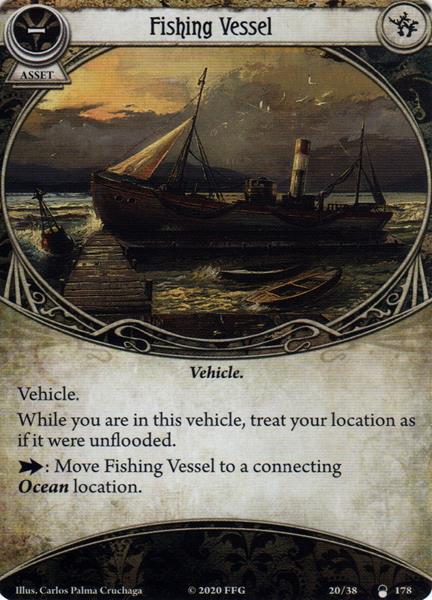 Fishing Vessel
–
ASSET
Vehicle.
Vehicle.
While you are in this vehicle, treat your location as
if it were unflooded.
: Move Fishing Vessel to a connecting
Ocean location.
Illus. Carlos Palma Cruchaga © 2020 FFG 20/38 178